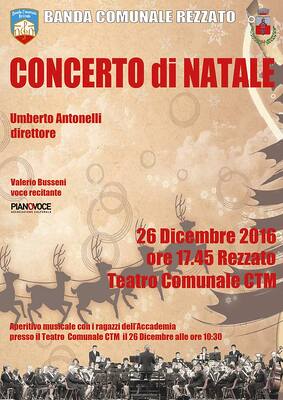 BANDA COMUNALE REZZATO
CONCERTO di NATALE
Umberto Antonelli
direttore
Valerio Busseni
voce recitante
PIANOVOCE
ASSOCIAZIONE CULTURALE
26 Dicembre 2016
ore 17.45 Rezzato
Teatro Comunale CTM
Aperitivo musicale con i ragazzi dell'Accademia
presso il Teatro Comunale CTM il 26 Dicembre alle ore 10:30